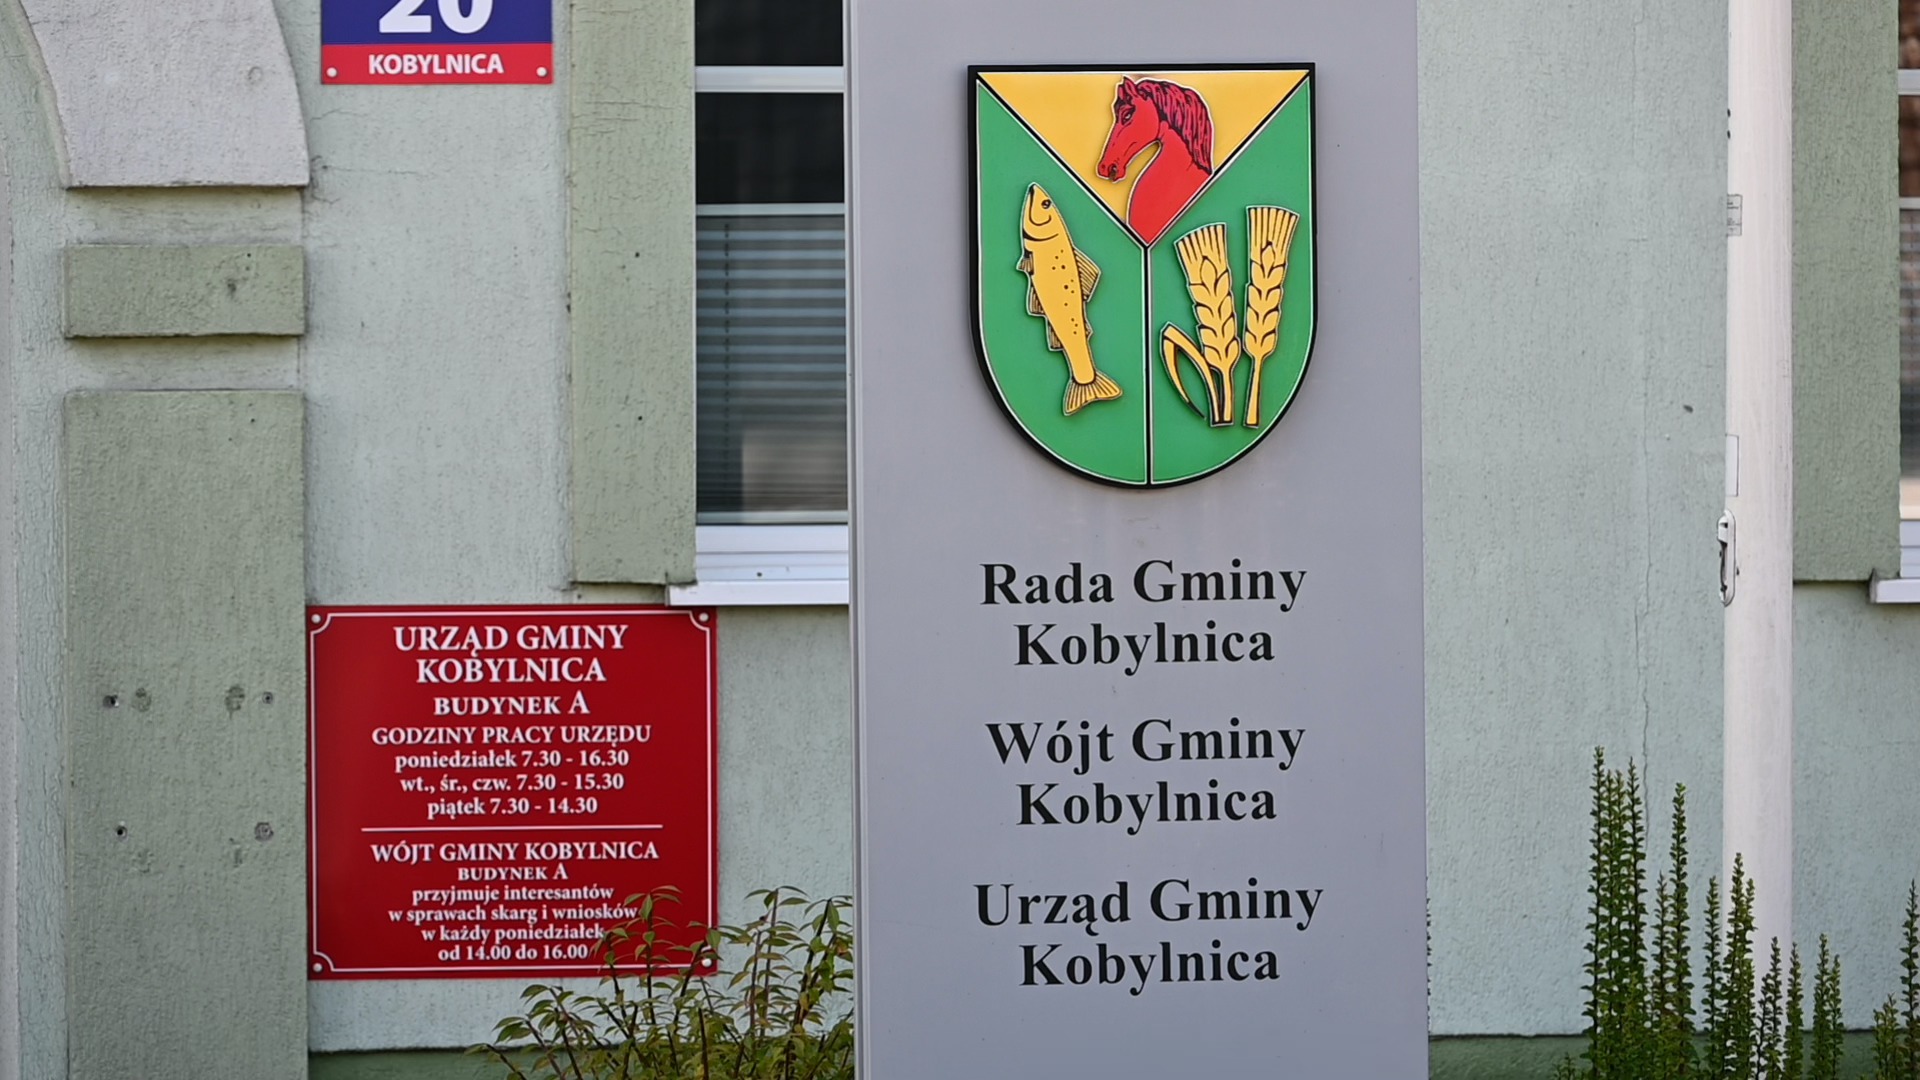 20
KOBYLNICA
URZĄD GMINY
KOBYLNICA
BUDYNEK A
GODZINY PRACY URZĘDU
poniedziałek 7.30 - 16.30
wt., śr., czw. 7.30 - 15.30
piątek 7.30 - 14.30
WÓJT GMINY KOBYLNICA
BUDYNEK A
przyjmuje interesantów
w sprawach skarg i wniosków
w każdy poniedziałek
od 14.00 do 16.00
Rada Gminy
Kobylnica
Wójt Gminy
Kobylnica
Urząd Gminy
Kobylnica